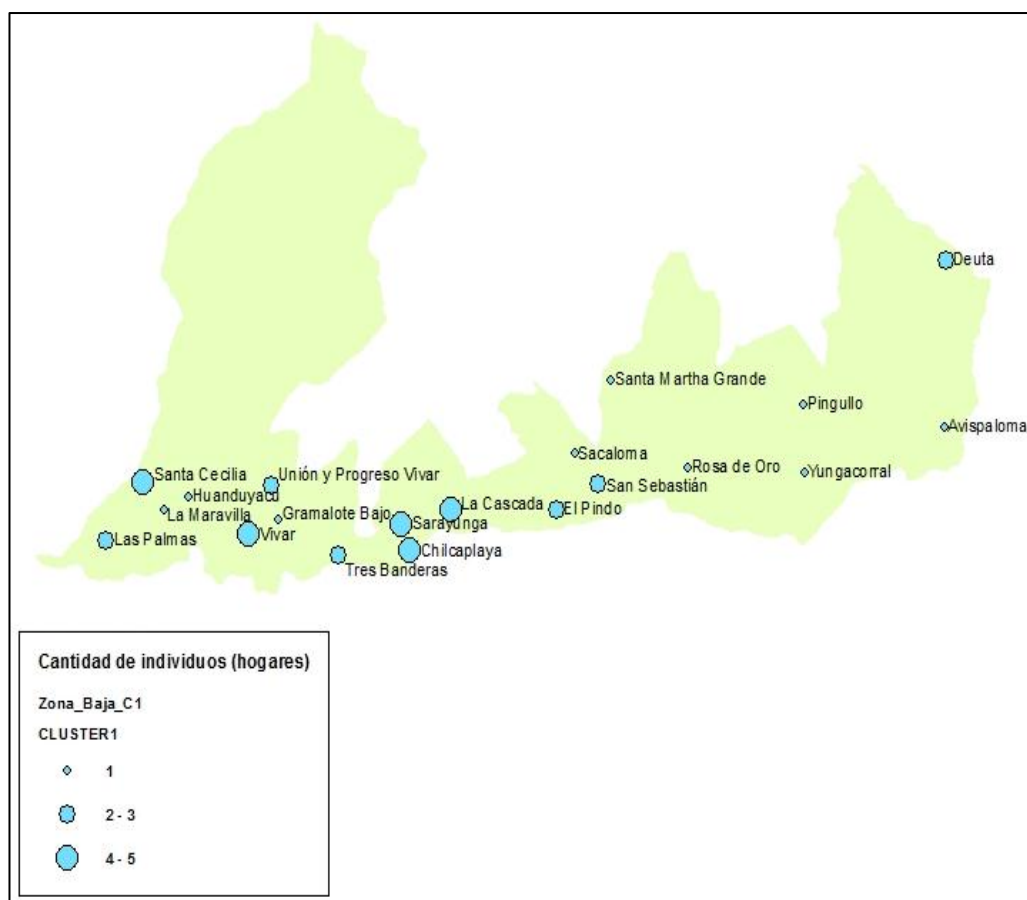 Deuta
Santa Martha Grande
Pingullo
Avispaloma
Sacaloma
Rosa de Oro
Yungacorral
Santa Cecilia
Unión y Progreso Vivar
San Sebastián
Huanduyacu
La Cascada
El Pindo
La Maravilla
Gramalote Bajo
Sarayunga
Vivar
Las Palmas
Chilcaplaya
Tres Banderas
Cantidad de individuos (hogares)
Zona_Baja_C1
CLUSTER1
1
2 - 3
4 - 5